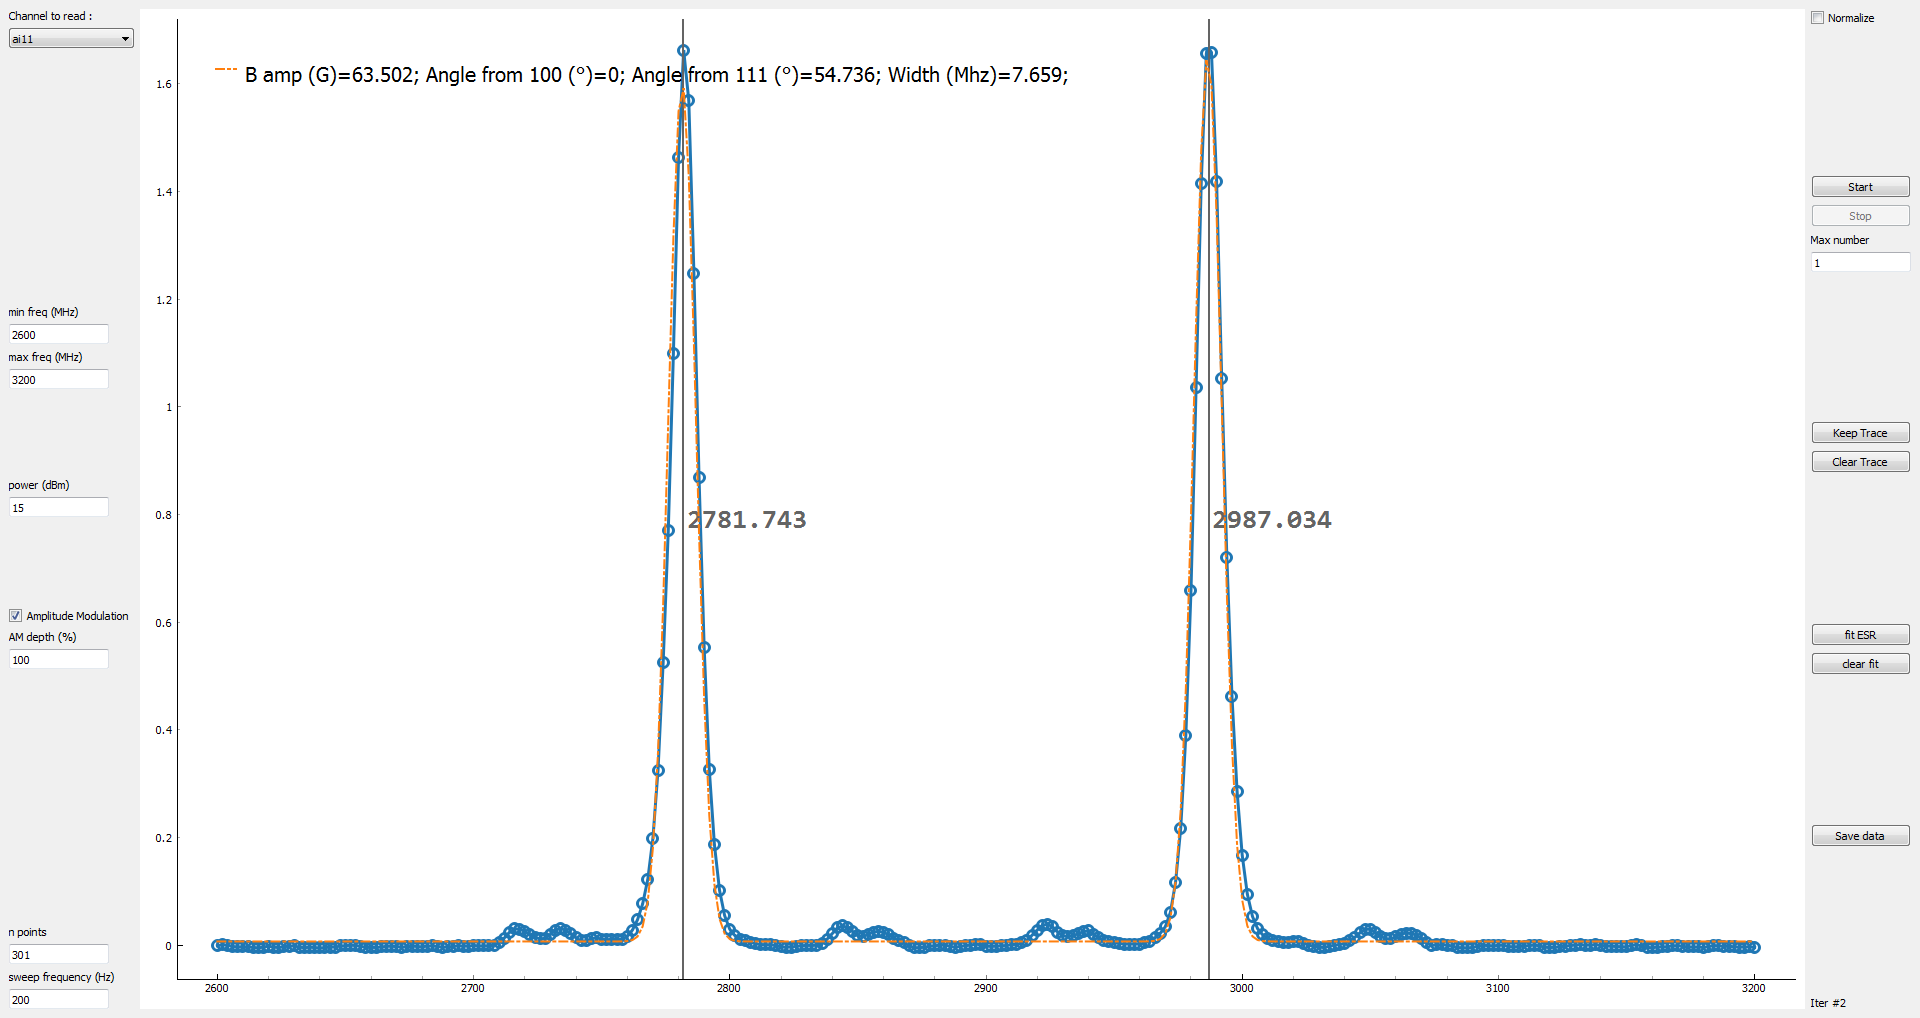 Channel to read :
ai11
min freq (MHz)
2600
max freq (MHz)
3200
power (dBm)
15
Amplitude Modulation
AM depth (%)
100
n points
301
sweep frequency (Hz)
200
B amp (G)=63.502; Angle from 100 (°)=0; Angle from 111 (°)=54.736; Width (Mhz)=7.659;
1.6
1.4
1.2
1
0.8
0.6
0.4
0.2
0
2781.743
2987.034
2600 2700 2800 2900 3000 3100 3200
Normalize
Start
Stop
Max number
1
Keep Trace
Clear Trace
fit ESR
clear fit
Save data
Iter #2